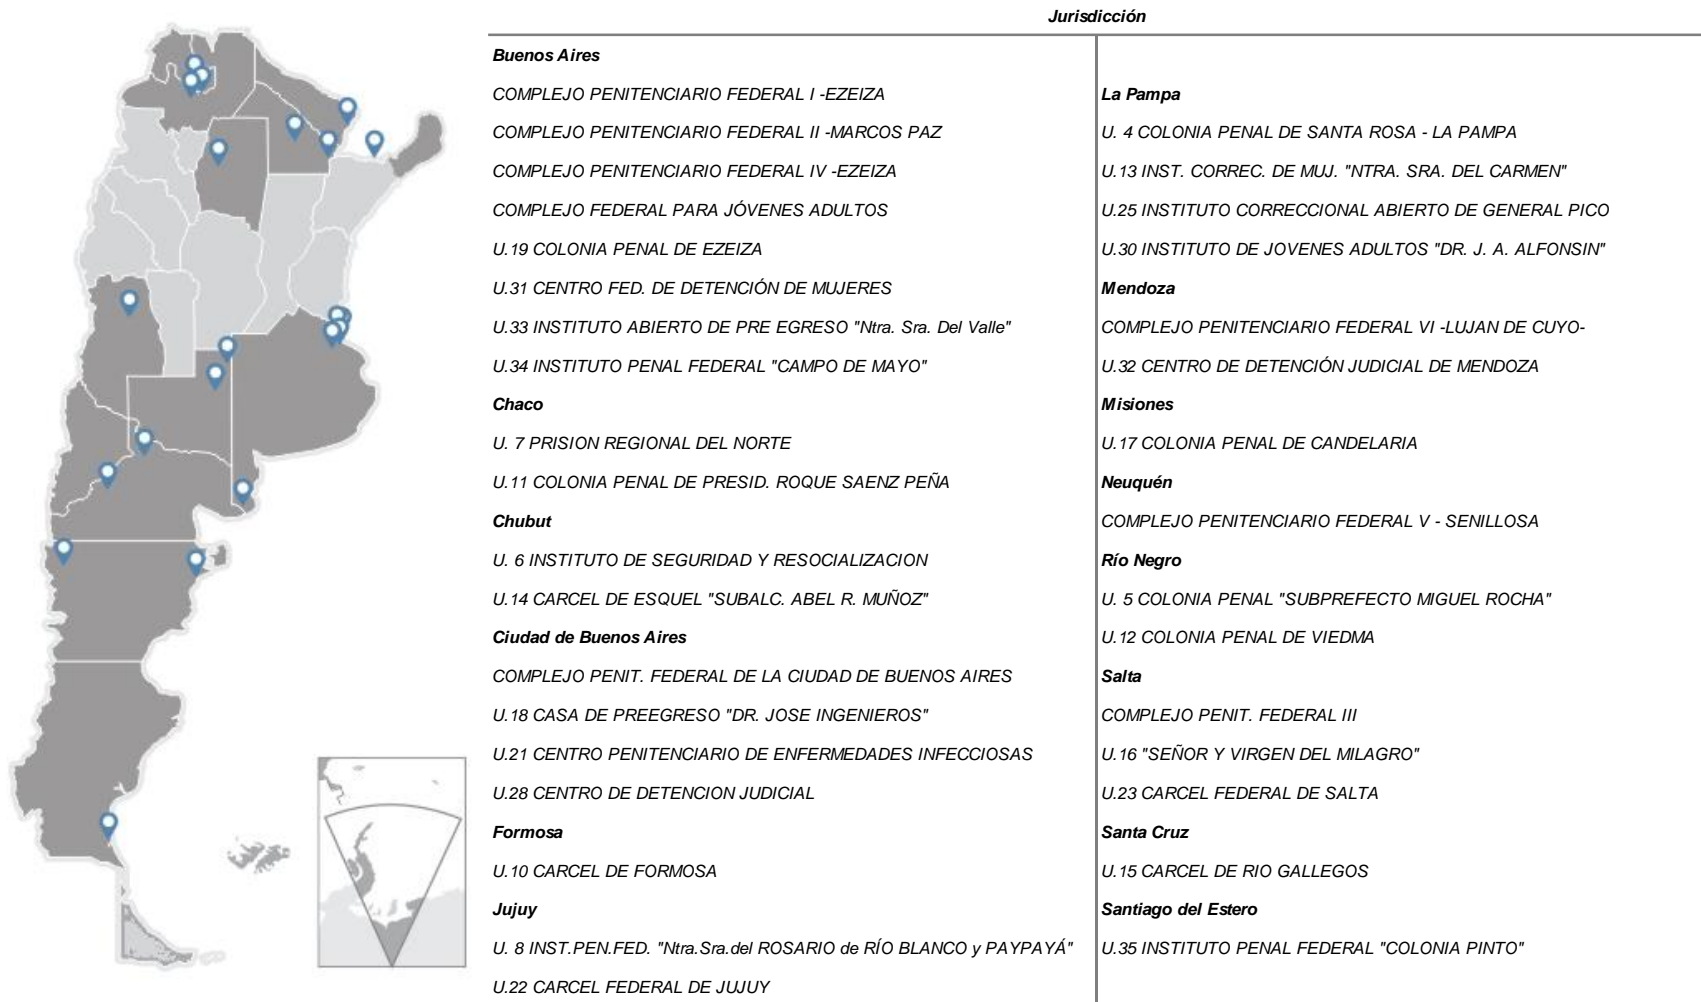 Jurisdicción
Buenos Aires
COMPLEJO PENITENCIARIO FEDERAL I -EZEIZA
COMPLEJO PENITENCIARIO FEDERAL II -MARCOS PAZ
COMPLEJO PENITENCIARIO FEDERAL IV -EZEIZA
COMPLEJO FEDERAL PARA JÓVENES ADULTOS
U.19 COLONIA PENAL DE EZEIZA
U.31 CENTRO FED. DE DETENCIÓN DE MUJERES
U.33 INSTITUTO ABIERTO DE PRE EGRESO "Ntra. Sra. Del Valle"
U.34 INSTITUTO PENAL FEDERAL "CAMPO DE MAYO"
Chaco
U. 7 PRISION REGIONAL DEL NORTE
U.11 COLONIA PENAL DE PRESID. ROQUE SAENZ PEÑA
Chubut
U. 6 INSTITUTO DE SEGURIDAD Y RESOCIALIZACION
U.14 CARCEL DE ESQUEL "SUBALC. ABEL R. MUÑOZ"
Ciudad de Buenos Aires
COMPLEJO PENIT. FEDERAL DE LA CIUDAD DE BUENOS AIRES
U.18 CASA DE PREEGRESO "DR. JOSE INGENIEROS"
U.21 CENTRO PENITENCIARIO DE ENFERMEDADES INFECCIOSAS
U.28 CENTRO DE DETENCION JUDICIAL
Formosa
U.10 CARCEL DE FORMOSA
Jujuy
U. 8 INST.PEN.FED. "Ntra.Sra.del ROSARIO de RÍO BLANCO y PAYPAYÁ"
U.22 CARCEL FEDERAL DE JUJUY
La Pampa
U. 4 COLONIA PENAL DE SANTA ROSA - LA PAMPA
U.13 INST. CORREC. DE MUJ. "NTRA. SRA. DEL CARMEN"
U.25 INSTITUTO CORRECCIONAL ABIERTO DE GENERAL PICO
U.30 INSTITUTO DE JOVENES ADULTOS "DR. J. A. ALFONSIN"
Mendoza
COMPLEJO PENITENCIARIO FEDERAL VI -LUJAN DE CUYO-
U.32 CENTRO DE DETENCIÓN JUDICIAL DE MENDOZA
Misiones
U.17 COLONIA PENAL DE CANDELARIA
Neuquén
COMPLEJO PENITENCIARIO FEDERAL V - SENILLOSA
Río Negro
U. 5 COLONIA PENAL "SUBPREFECTO MIGUEL ROCHA"
U.12 COLONIA PENAL DE VIEDMA
Salta
COMPLEJO PENIT. FEDERAL III
U.16 "SEÑOR Y VIRGEN DEL MILAGRO"
U.23 CARCEL FEDERAL DE SALTA
Santa Cruz
U.15 CARCEL DE RIO GALLEGOS
Santiago del Estero
U.35 INSTITUTO PENAL FEDERAL "COLONIA PINTO"